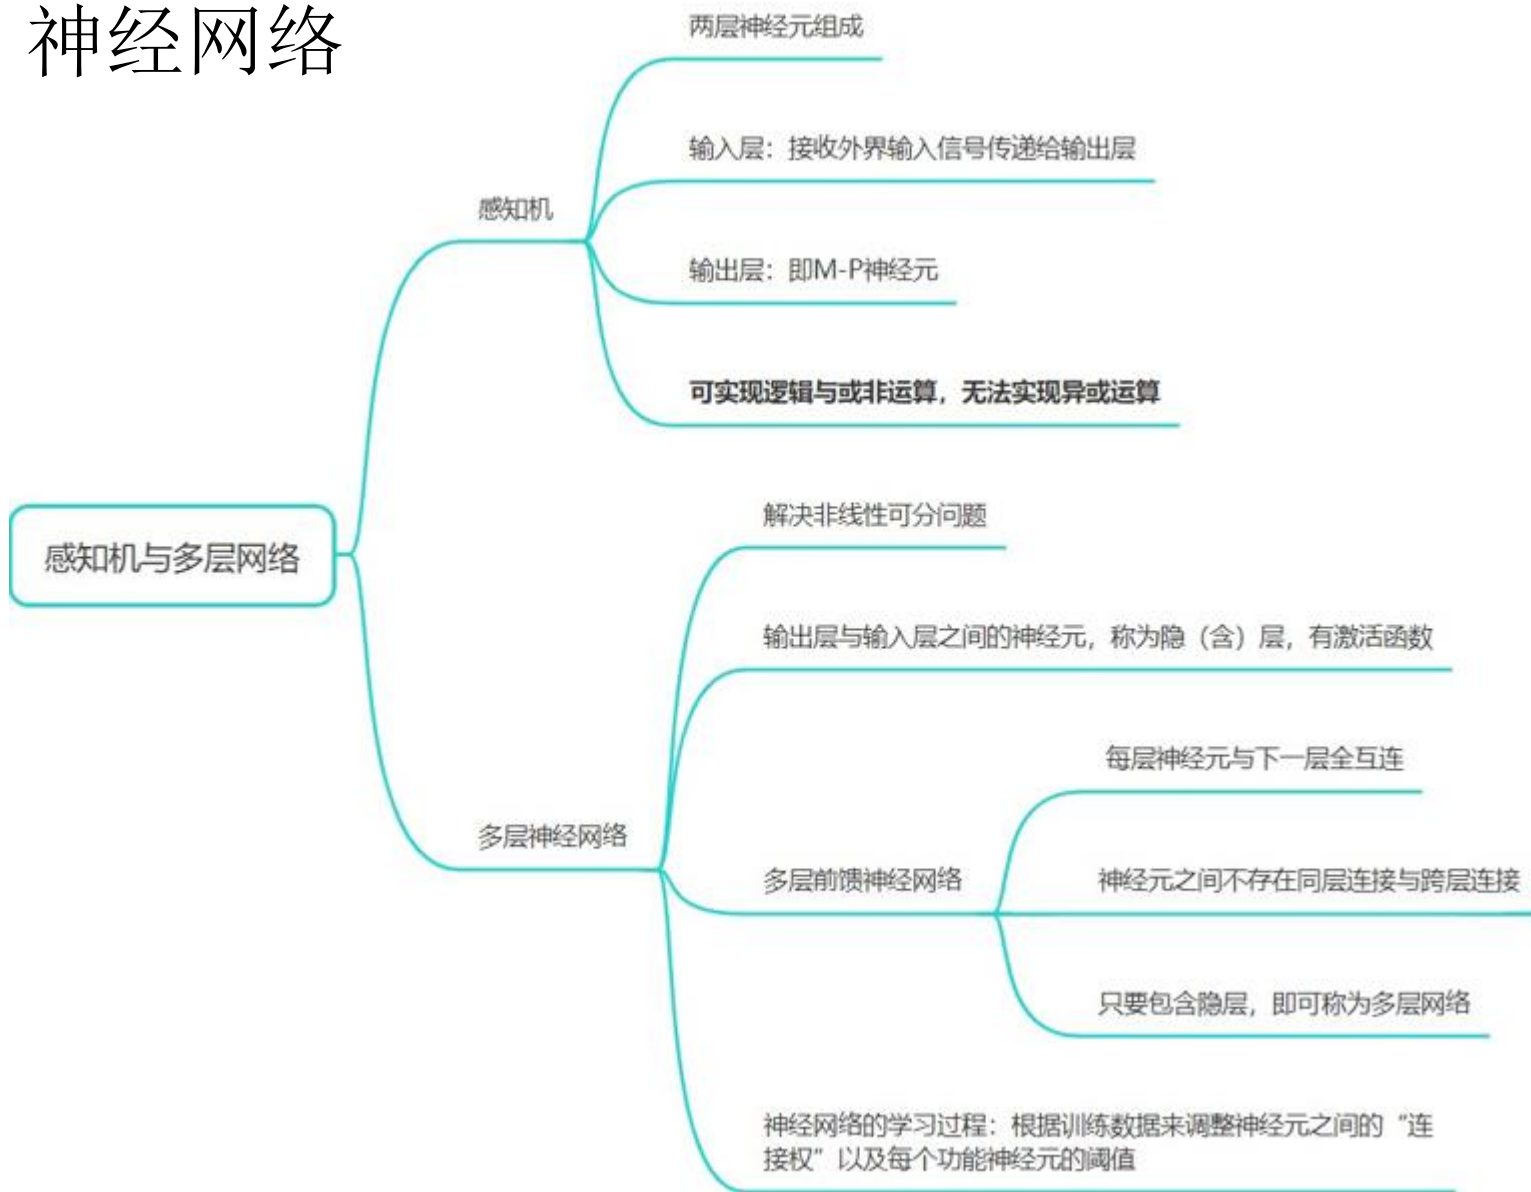 神经网络
两层神经元组成
输入层：接收外界输入信号传递给输出层
感知机
输出层：即M-P神经元
可实现逻辑与或非运算，无法实现异或运算
感知机与多层网络
解决非线性可分问题
输出层与输入层之间的神经元，称为隐（含）层，有激活函数
每层神经元与下一层全互连
多层神经网络
多层前馈神经网络
神经元之间不存在同层连接与跨层连接
只要包含隐层，即可称为多层网络
神经网络的学习过程：根据训练数据来调整神经元之间的“连
接权”以及每个功能神经元的阈值